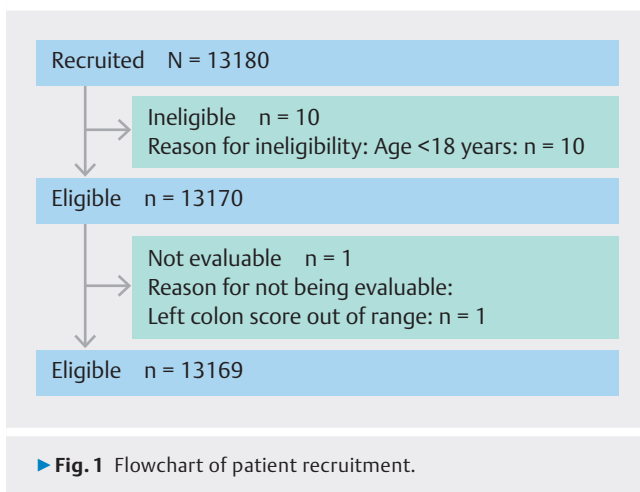 Recruited N = 13180
Ineligible n = 10
Reason for ineligibility: Age <18 years: n = 10
Eligible n = 13170
Not evaluable n = 1
Reason for not being evaluable:
Left colon score out of range: n = 1
Eligible n = 13169
▶ Fig. 1 Flowchart of patient recruitment.